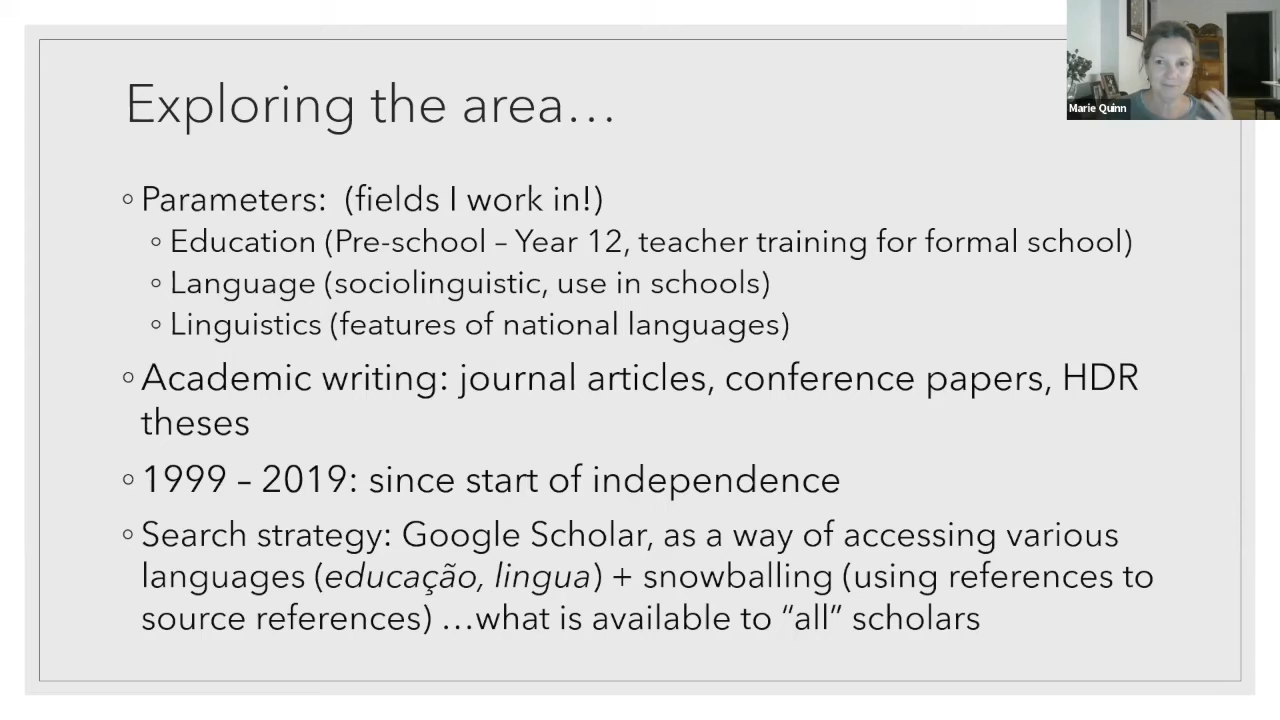 Exploring the area…
Marie Quinn
◦ Parameters:  (fields I work in!)
◦ Education (Pre-school – Year 12, teacher training for formal school)
◦ Language (sociolinguistic, use in schools)
◦ Linguistics (features of national languages)
◦ Academic writing: journal articles, conference papers, HDR
theses
◦ 1999 – 2019: since start of independence
◦ Search strategy: Google Scholar, as a way of accessing various
languages (educação, lingua) + snowballing (using references to
source references) …what is available to “all” scholars